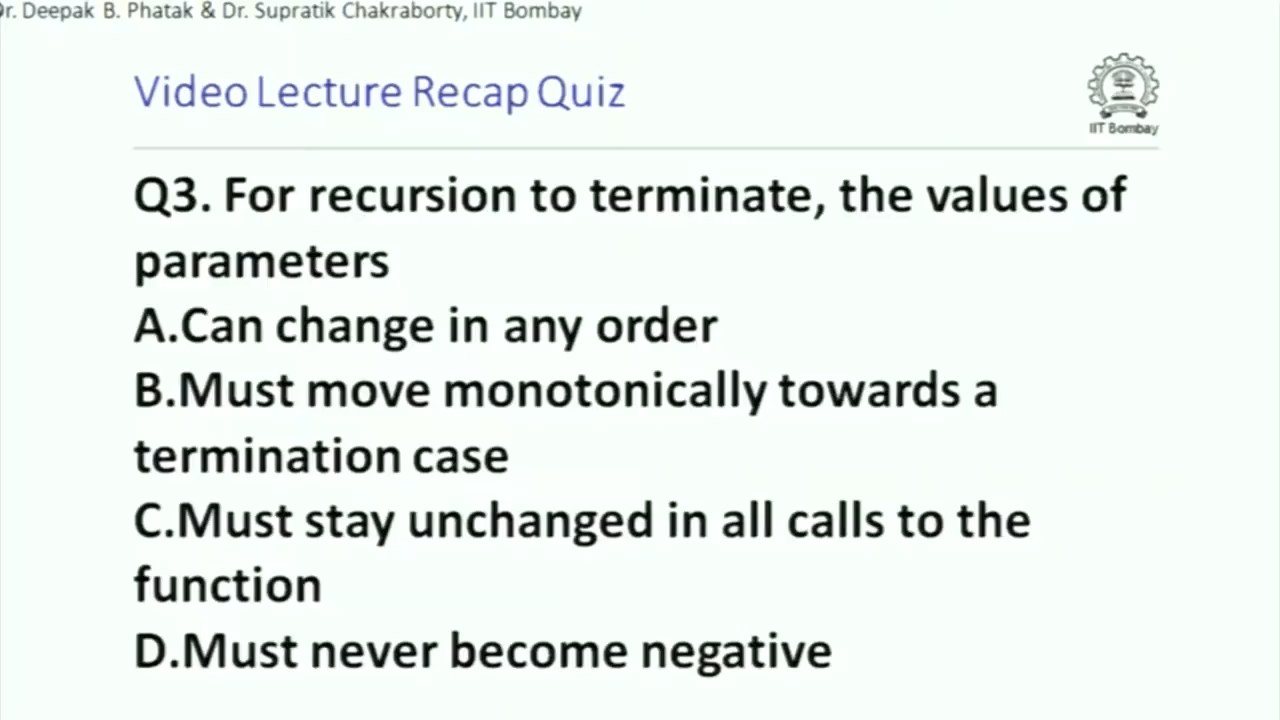 Dr. Deepak B. Phatak & Dr. Supratik Chakraborty, IIT Bombay
Video Lecture Recap Quiz
IIT Bombay
Q3. For recursion to terminate, the values of
parameters
A.Can change in any order
B.Must move monotonically towards a
termination case
C.Must stay unchanged in all calls to the
function
D.Must never become negative